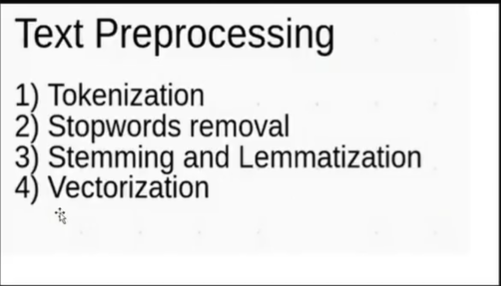 Text Preprocessing
1) Tokenization
2) Stopwords removal
3) Stemming and Lemmatization
4) Vectorization